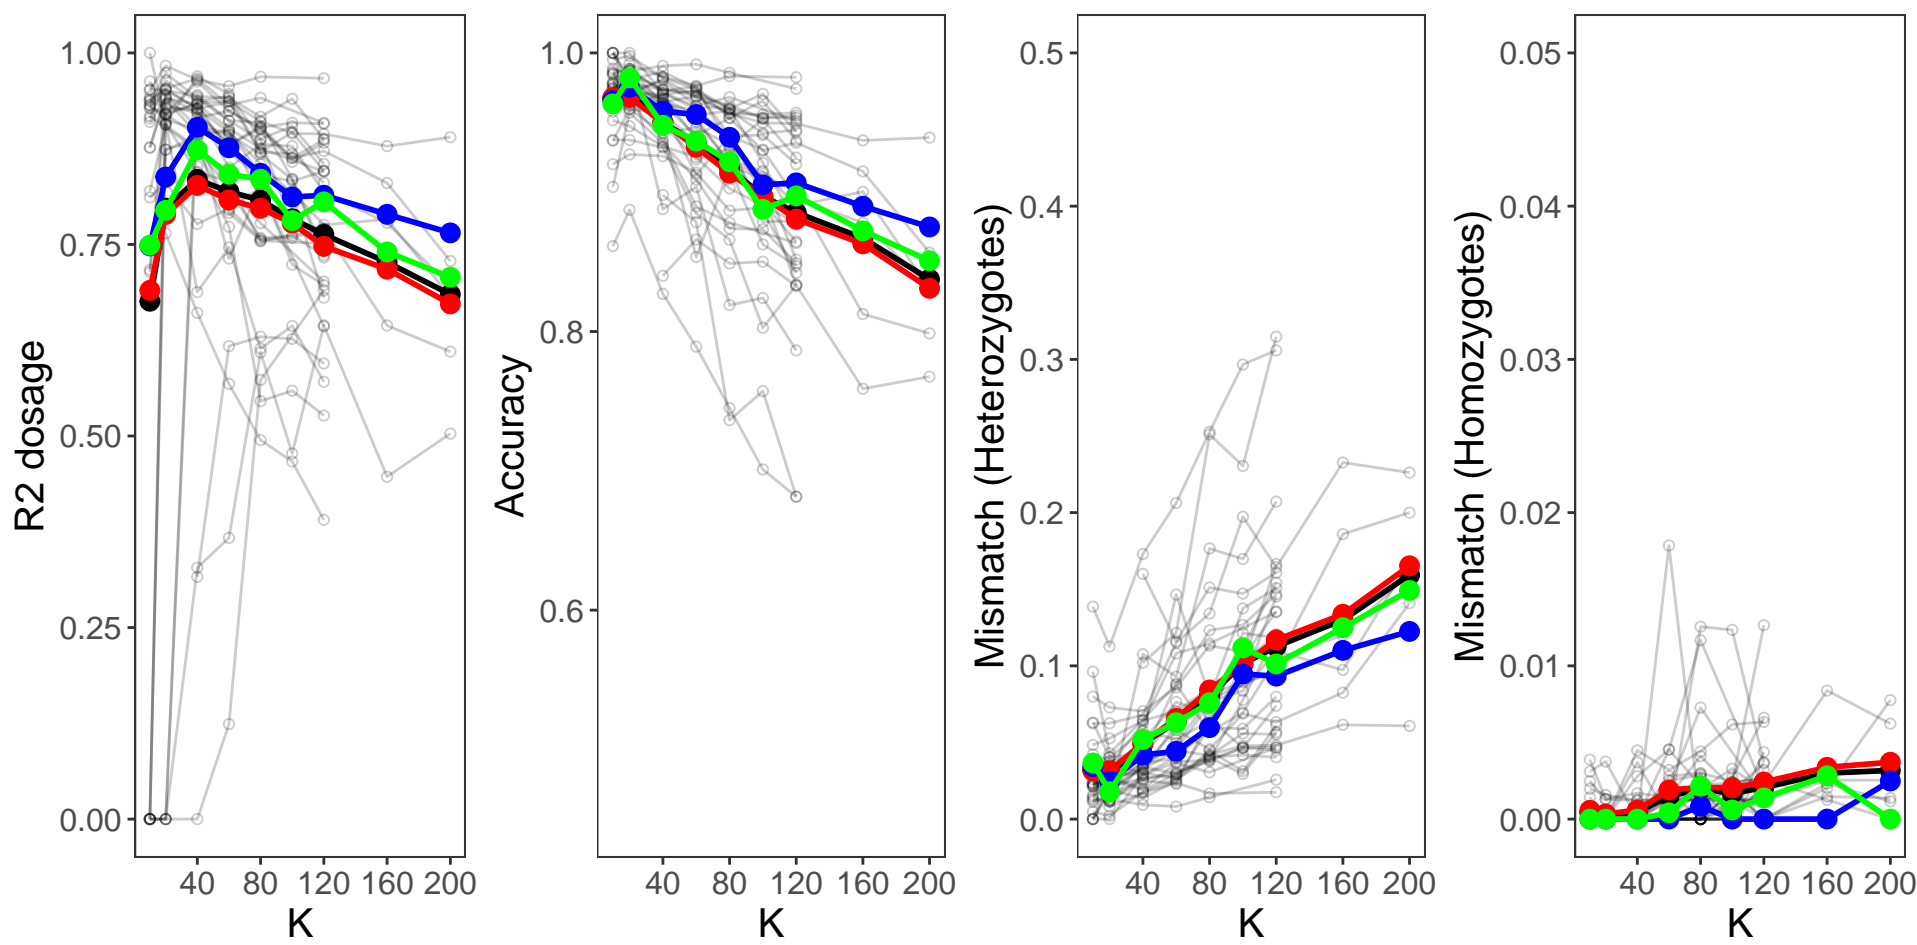 R2 dosage
1.00
0.75
0.50
0.25
0.00
40 80 120 160 200
K
Accuracy
1.0
0.8
0.6
40 80 120 160 200
K
Mismatch (Heterozygotes)
0.5
0.4
0.3
0.2
0.1
0.0
40 80 120 160 200
K
Mismatch (Homozygotes)
0.05
0.04
0.03
0.02
0.01
0.00
40 80 120 160 200
K